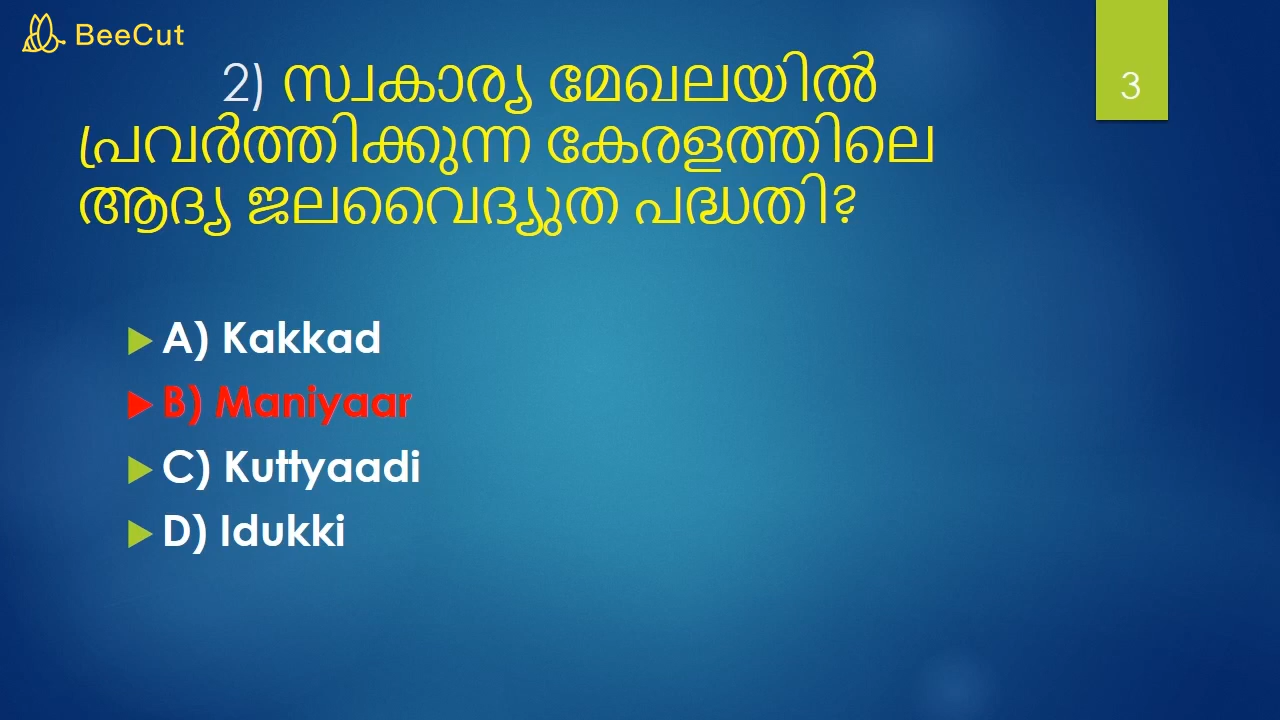 BeeCut
3
2) സ്വകാര്യ മേഖലയിൽ
പ്രവർത്തിക്കുന്ന കേരളത്തിലെ
ആദ്യ ജലവൈദ്യുത പദ്ധതി?
A) Kakkad
B) Maniyaar
C) Kuttyaadi
D) Idukki